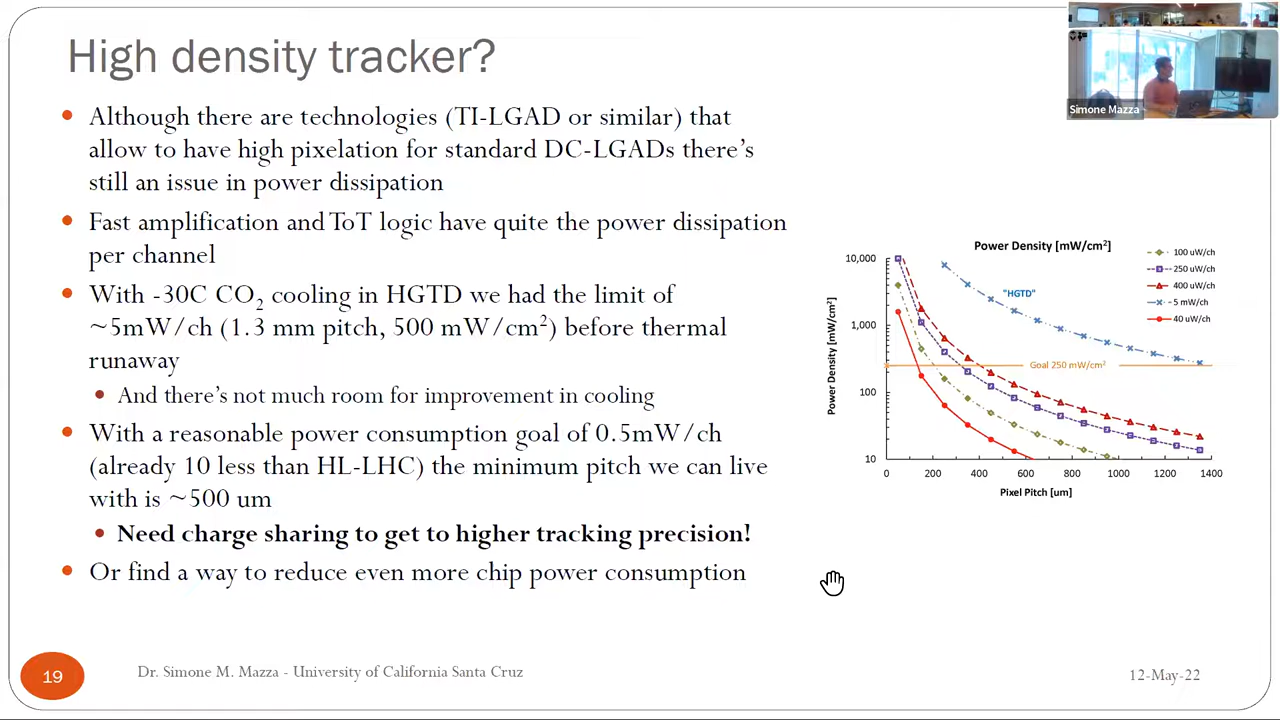 High density tracker?
Although there are technologies (TI-LGAD or similar) that
allow to have high pixelation for standard DC-LGADs there's
still an issue in power dissipation
Fast amplification and ToT logic have quite the power dissipation
per channel
With -30C CO2 cooling in HGTD we had the limit of
~5mW/ch (1.3 mm pitch, 500 mW/cm2) before thermal
runaway
And there's not much room for improvement in cooling
With a reasonable power consumption goal of 0.5mW/ch
(already 10 less than HL-LHC) the minimum pitch we can live
with is ~500 um
Need charge sharing to get to higher tracking precision!
Or find a way to reduce even more chip power consumption
Simone Mazza
Power Density [mW/cm2]
100 uW/ch
250 uW/ch
400 uW/ch
5 mW/ch
40 uW/ch
"HGTD"
Goal 250 mW/cm2
Power Density [mW/cm2]
10,000
1,000
100
10
0 200 400 600 800 1000 1200 1400
Pixel Pitch [um]
19
Dr. Simone M. Mazza - University of California Santa Cruz
12-May-22